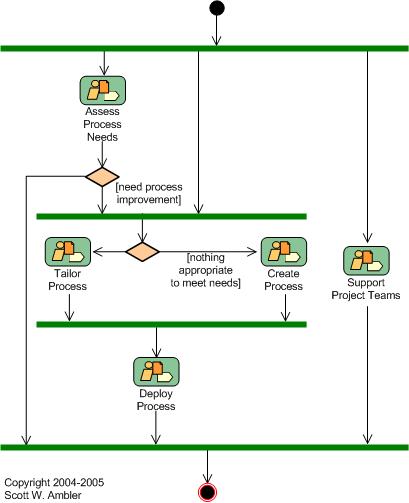 Assess
Process
Needs
[need process
improvement]
Tailor
Process
[nothing
appropriate
to meet needs]
Create
Process
Support
Project Teams
Deploy
Process
Copyright 2004-2005
Scott W. Ambler